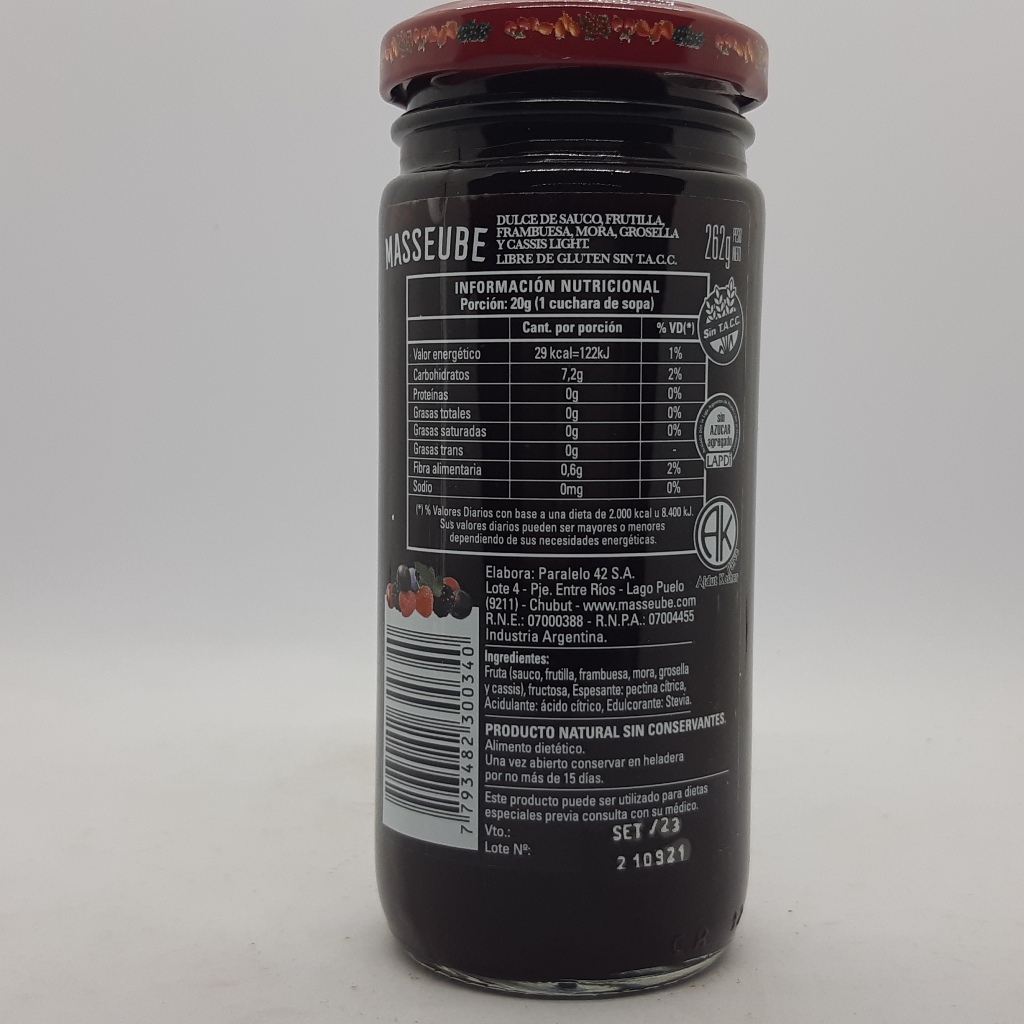 MASSEUBE
DULCE DE SAUCO, FRUTILLA,
FRAMBUESA, MORA, GROSELLA
Y CASSIS LIGHT.
LIBRE DE GLUTEN SIN T.A.C.C.
262g PESO
NETO
INFORMACIÓN NUTRICIONAL
Porción: 20g (1 cuchara de sopa)
Cant. por porción % VD(*)
Valor energético 29 kcal=122kJ 1%
Carbohidratos 7,2g 2%
Proteínas 0g 0%
Grasas totales 0g 0%
Grasas saturadas 0g 0%
Grasas trans 0g -
Fibra alimentaria 0,6g 2%
Sodio 0mg 0%
(*) % Valores Diarios con base a una dieta de 2.000 kcal u 8.400 kJ.
Sus valores diarios pueden ser mayores o menores
dependiendo de sus necesidades energéticas.
Sin T.A.C.C.
sin
AZUCAR
agregado
LAPDI
AK
Ajdut Kosher
Elabora: Paralelo 42 S.A.
Lote 4 - Pje. Entre Ríos - Lago Puelo
(9211) - Chubut - www.masseube.com
R.N.E.: 07000388 - R.N.P.A.: 07004455
Industria Argentina.
Ingredientes:
Fruta (sauco, frutilla, frambuesa, mora, grosella
y cassis), fructosa, Espesante: pectina cítrica,
Acidulante: ácido cítrico, Edulcorante: Stevia.
PRODUCTO NATURAL SIN CONSERVANTES.
Alimento dietético.
Una vez abierto conservar en heladera
por no más de 15 días.
Este producto puede ser utilizado para dietas
especiales previa consulta con su médico.
Vto.: SET /23
Lote Nº: 210921
7 793482 300340